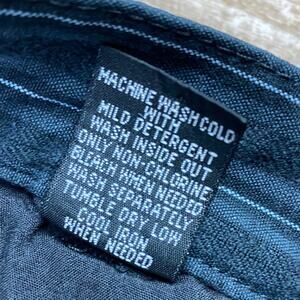 MACHINE WASH COLD
WITH
MILD DETERGENT
WASH INSIDE OUT
ONLY NON-CHLORINE
BLEACH WHEN NEEDED
WASH SEPARATELY
TUMBLE DRY LOW
COOL IRON
WHEN NEEDED